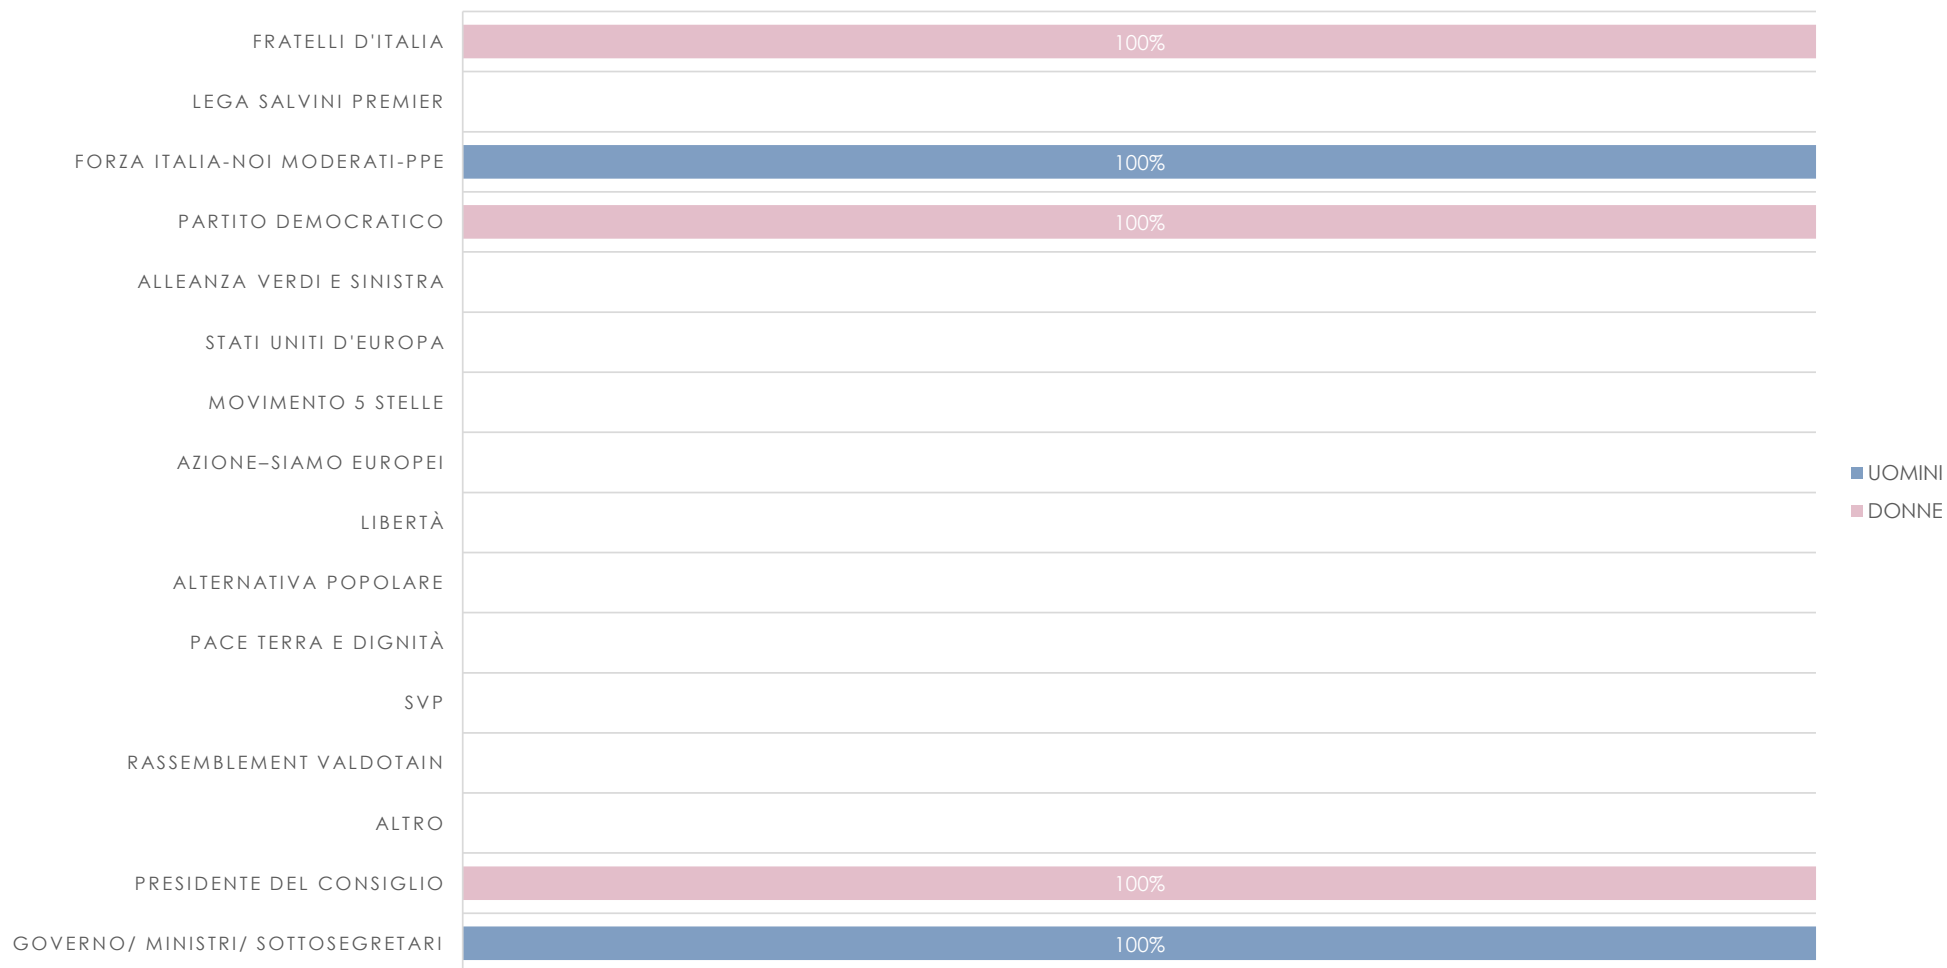 FRATELLI D'ITALIA
100%
LEGA SALVINI PREMIER
FORZA ITALIA-NOI MODERATI-PPE
100%
PARTITO DEMOCRATICO
100%
ALLEANZA VERDI E SINISTRA
STATI UNITI D'EUROPA
MOVIMENTO 5 STELLE
AZIONE–SIAMO EUROPEI
LIBERTÀ
ALTERNATIVA POPOLARE
PACE TERRA E DIGNITÀ
SVP
RASSEMBLEMENT VALDOTAIN
ALTRO
PRESIDENTE DEL CONSIGLIO
100%
GOVERNO/ MINISTRI/ SOTTOSEGRETARI
100%
UOMINI
DONNE